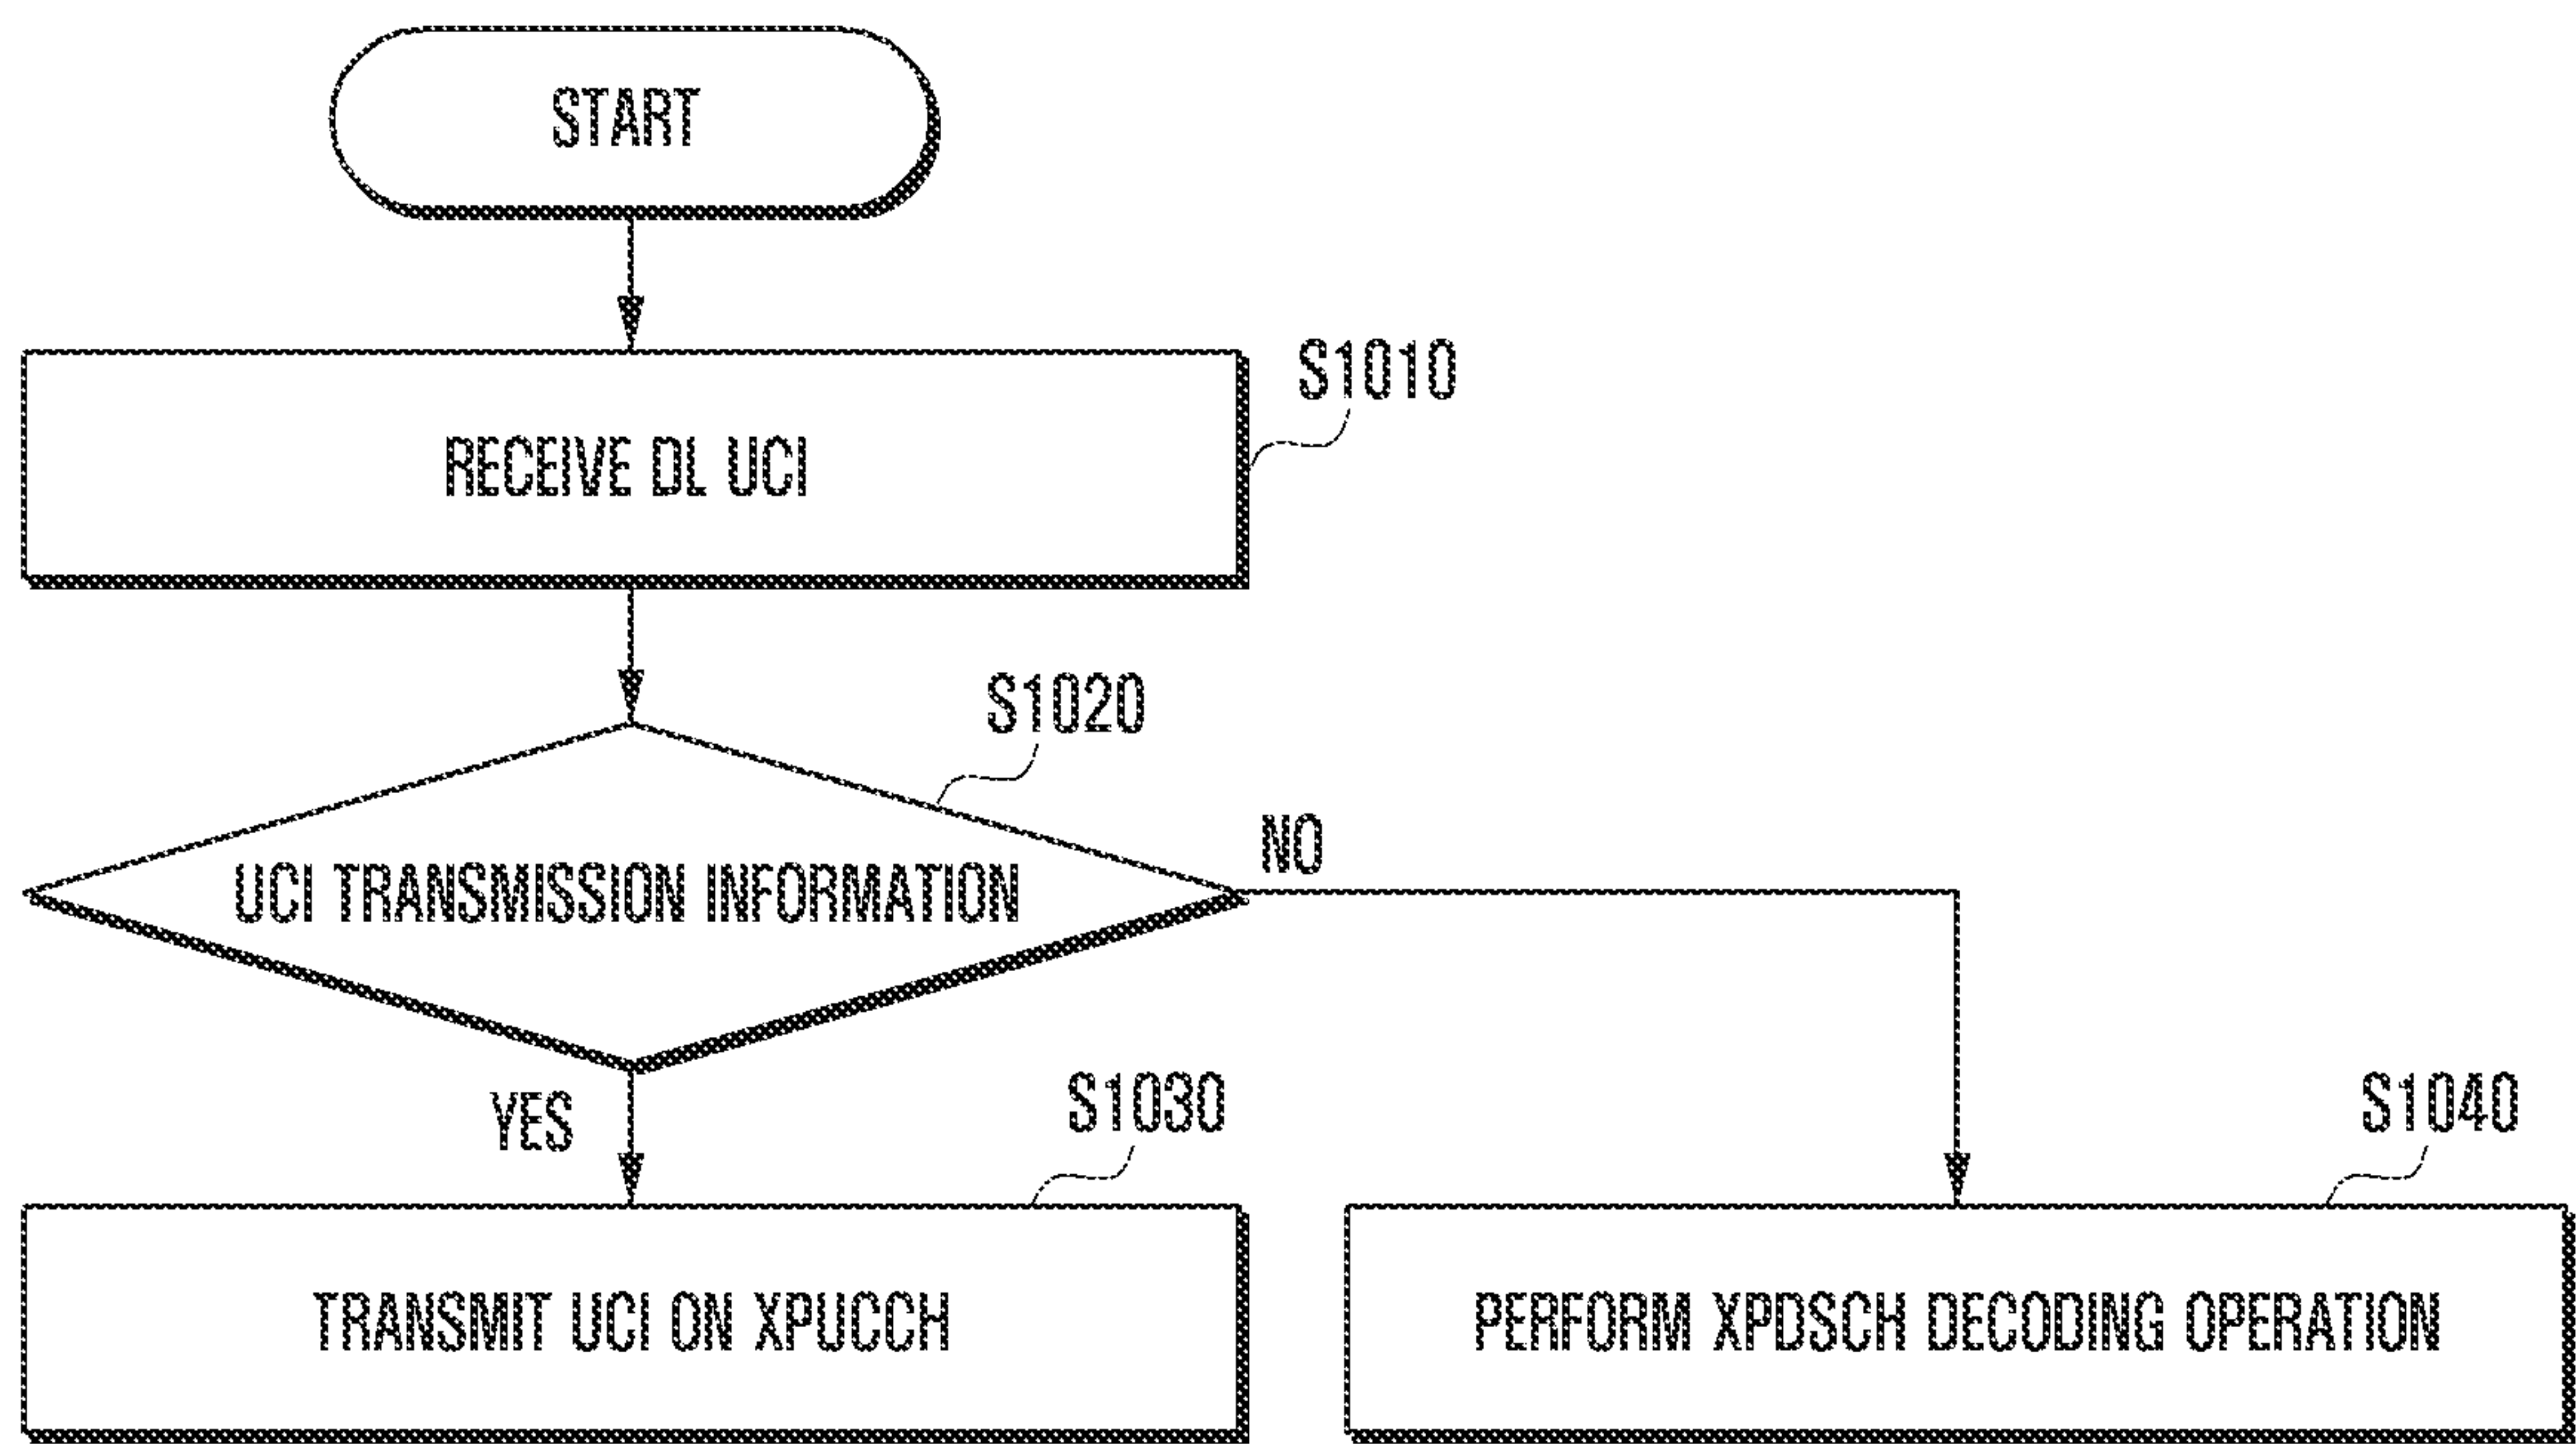 START
S1010
RECEIVE DL UCI
S1020
UCI TRANSMISSION INFORMATION
NO
YES
S1030
S1040
TRANSMIT UCI ON XPUCCH
PERFORM XPDSCH DECODING OPERATION